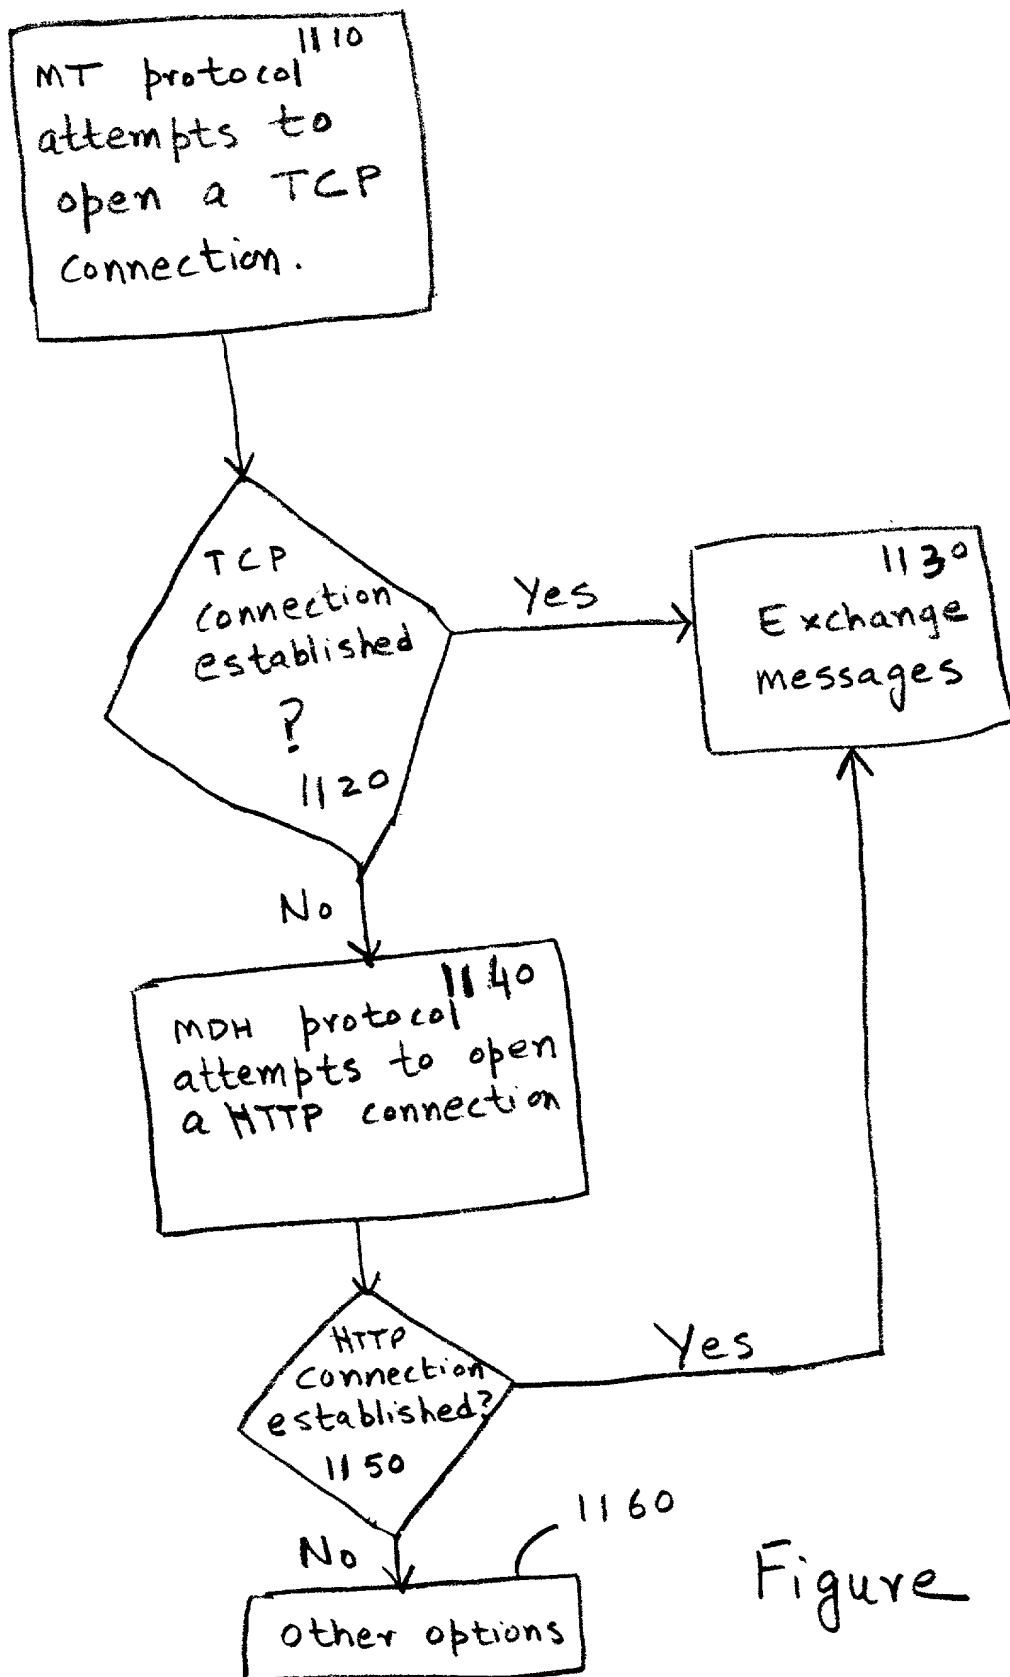 1110
MT protocol
attempts to
open a TCP
connection.
TCP
connection
established
?
1120
Yes
1130
Exchange
messages
No
1140
MDH protocol
attempts to open
a HTTP connection
HTTP
connection
established?
1150
Yes
No
1160
other options
Figure